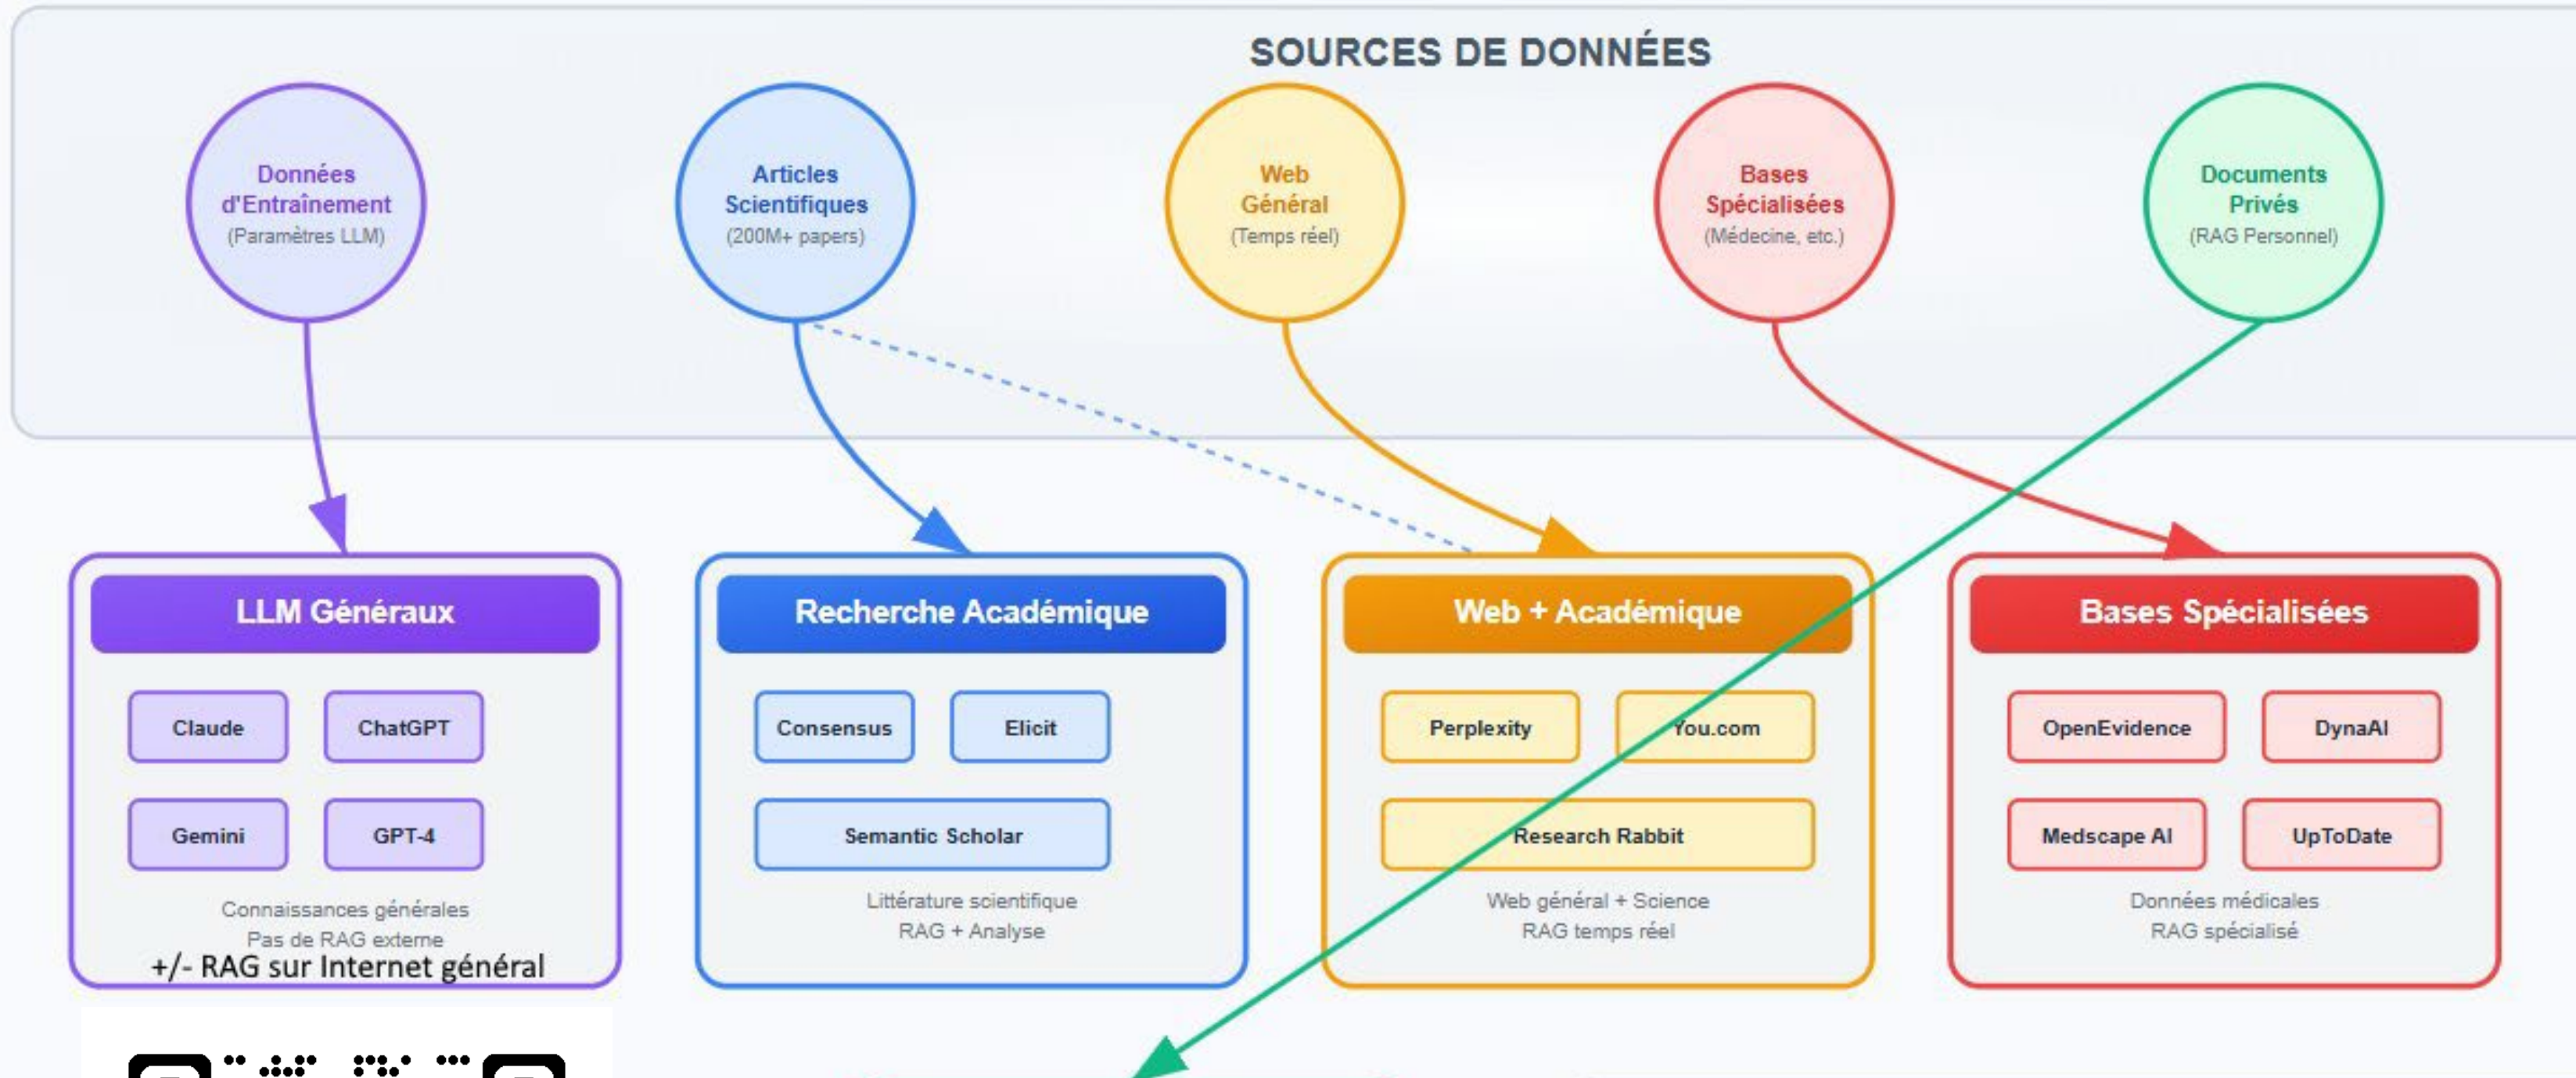 SOURCES DE DONNÉES
Données
d'Entraînement
(Paramètres LLM)
Articles
Scientifiques
(200M+ papers)
Web
Général
(Temps réel)
Bases
Spécialisées
(Médecine, etc.)
Documents
Privés
(RAG Personnel)
LLM Généraux
Claude
ChatGPT
Gemini
GPT-4
Connaissances générales
Pas de RAG externe
+/- RAG sur Internet général
Recherche Académique
Consensus
Elicit
Semantic Scholar
Littérature scientifique
RAG + Analyse
Web + Académique
Perplexity
You.com
Research Rabbit
Web général + Science
RAG temps réel
Bases Spécialisées
OpenEvidence
DynaAI
Medscape AI
UpToDate
Données médicales
RAG spécialisé